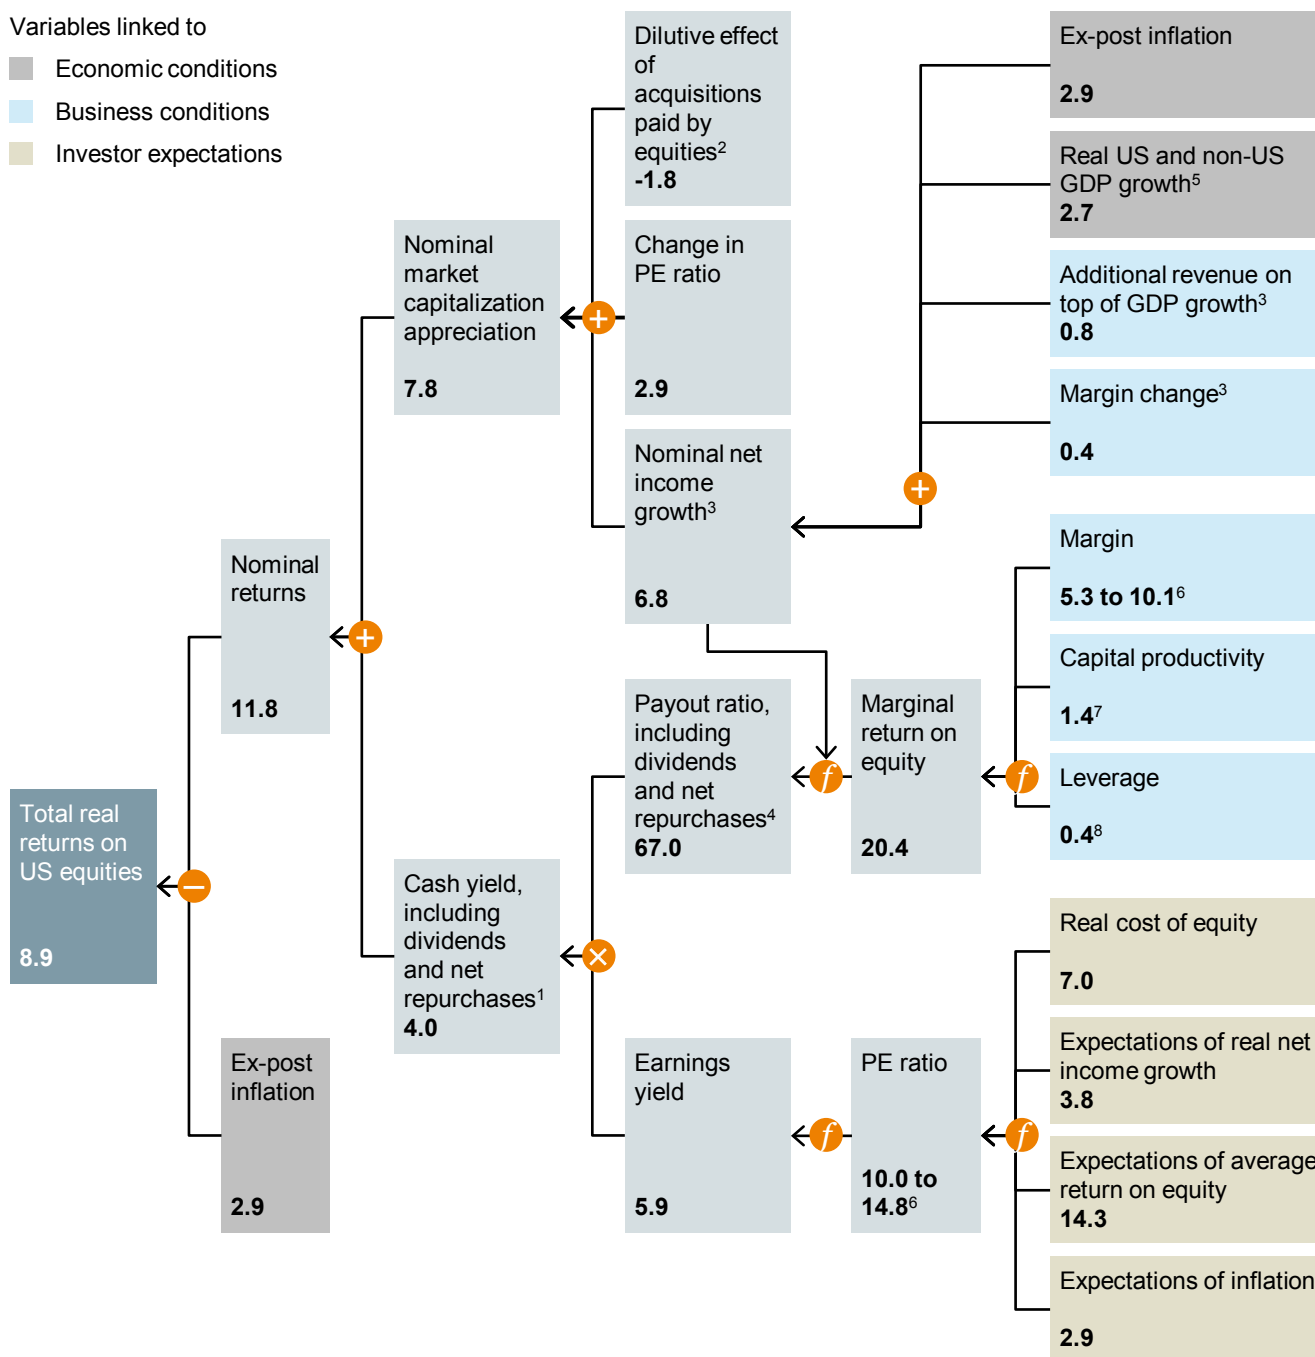 Variables linked to
Economic conditions
Business conditions
Investor expectations
Total real
returns on
US equities
8.9
−
Nominal
returns
11.8
Ex-post
inflation
2.9
+
Nominal
market
capitalization
appreciation
7.8
Cash yield,
including
dividends
and net
repurchases¹
4.0
+
×
Dilutive effect
of
acquisitions
paid by
equities²
-1.8
Change in
PE ratio
2.9
Nominal net
income
growth³
6.8
Payout ratio,
including
dividends
and net
repurchases⁴
67.0
Earnings
yield
5.9
f
f
Marginal
return on
equity
20.4
PE ratio
10.0 to
14.8⁶
+
f
f
Ex-post inflation
2.9
Real US and non-US
GDP growth⁵
2.7
Additional revenue on
top of GDP growth³
0.8
Margin change³
0.4
Margin
5.3 to 10.1⁶
Capital productivity
1.4⁷
Leverage
0.4⁸
Real cost of equity
7.0
Expectations of real net
income growth
3.8
Expectations of average
return on equity
14.3
Expectations of inflation
2.9